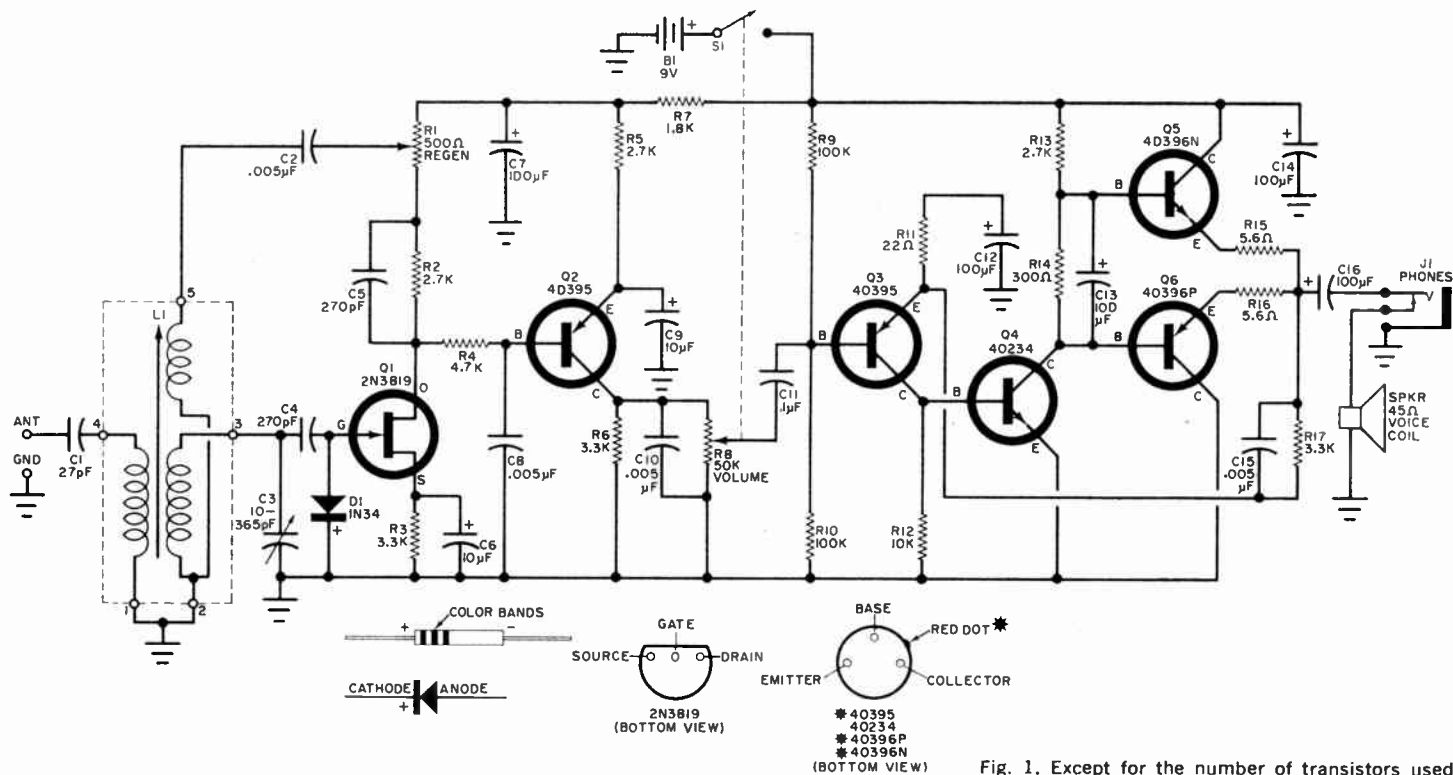 B1
9V
+
S1
R1
500Ω
REGEN
C2
.005µF
+
C7
100µF
R5
2.7K
R7
1.8K
R9
100K
R13
2.7K
Q5
40396N
B
C
E
+
C14
100µF
R15
5.6Ω
C5
270pF
R2
2.7K
Q2
40395
B
E
C
+
C9
10µF
R11
22Ω
+
C12
100µF
R14
300Ω
+
C13
100
µF
Q6
40396P
B
E
C
R16
5.6Ω
+
C16
100µF
J1
PHONES
5
L1
R4
4.7K
Q3
40395
B
E
C
Q4
40234
B
C
E
Q1
2N3819
G
D
S
ANT
C1
27pF
4
3
C4
270pF
GND
C3
10–
365pF
D1
1N34
+
R3
3.3K
+
C6
10µF
C8
.005µF
R6
3.3K
C10
.005
µF
R8
50K
VOLUME
C11
.1µF
R10
100K
R12
10K
C15
.005
µF
R17
3.3K
SPKR
45Ω
VOICE
COIL
1
2
COLOR BANDS
+
-
CATHODE
ANODE
+
GATE
SOURCE
DRAIN
2N3819
(BOTTOM VIEW)
BASE
RED DOT ✷
EMITTER
COLLECTOR
✷ 40395
40234
✷ 40396P
✷ 40396N
(BOTTOM VIEW)
Fig. 1. Except for the number of transistors used